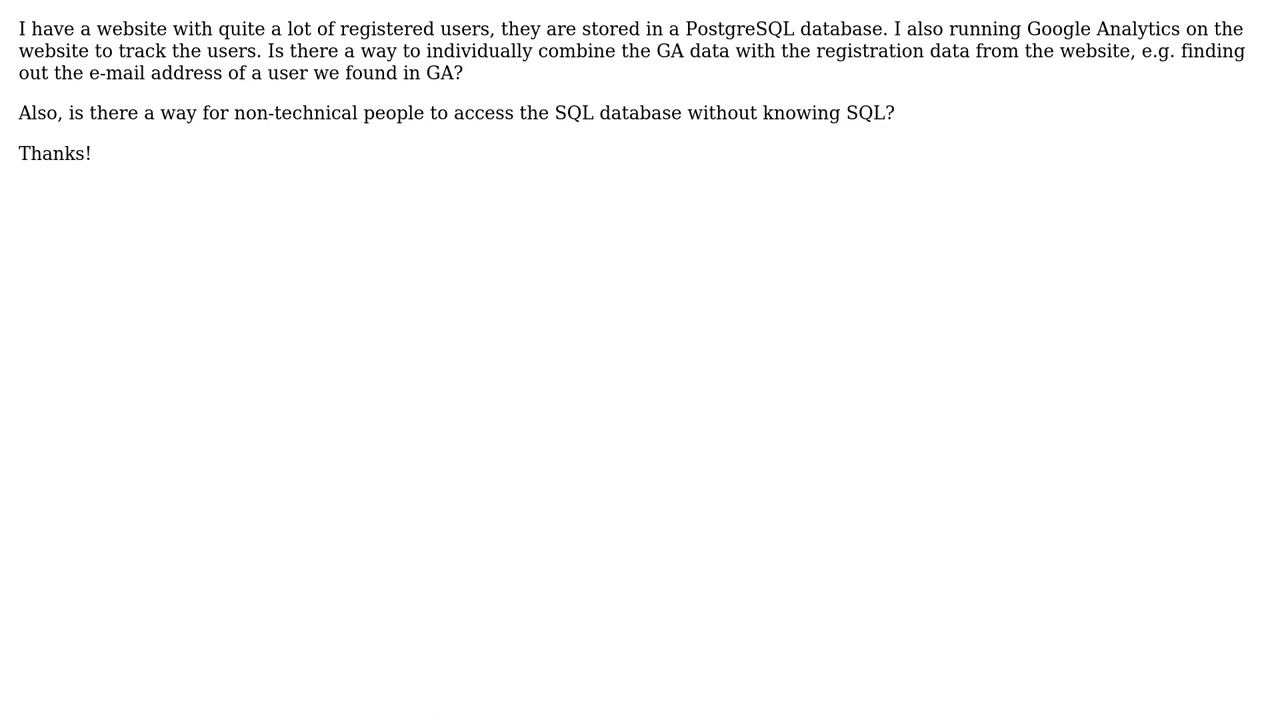 I have a website with quite a lot of registered users, they are stored in a PostgreSQL database. I also running Google Analytics on the
website to track the users. Is there a way to individually combine the GA data with the registration data from the website, e.g. finding
out the e-mail address of a user we found in GA?
Also, is there a way for non-technical people to access the SQL database without knowing SQL?
Thanks!